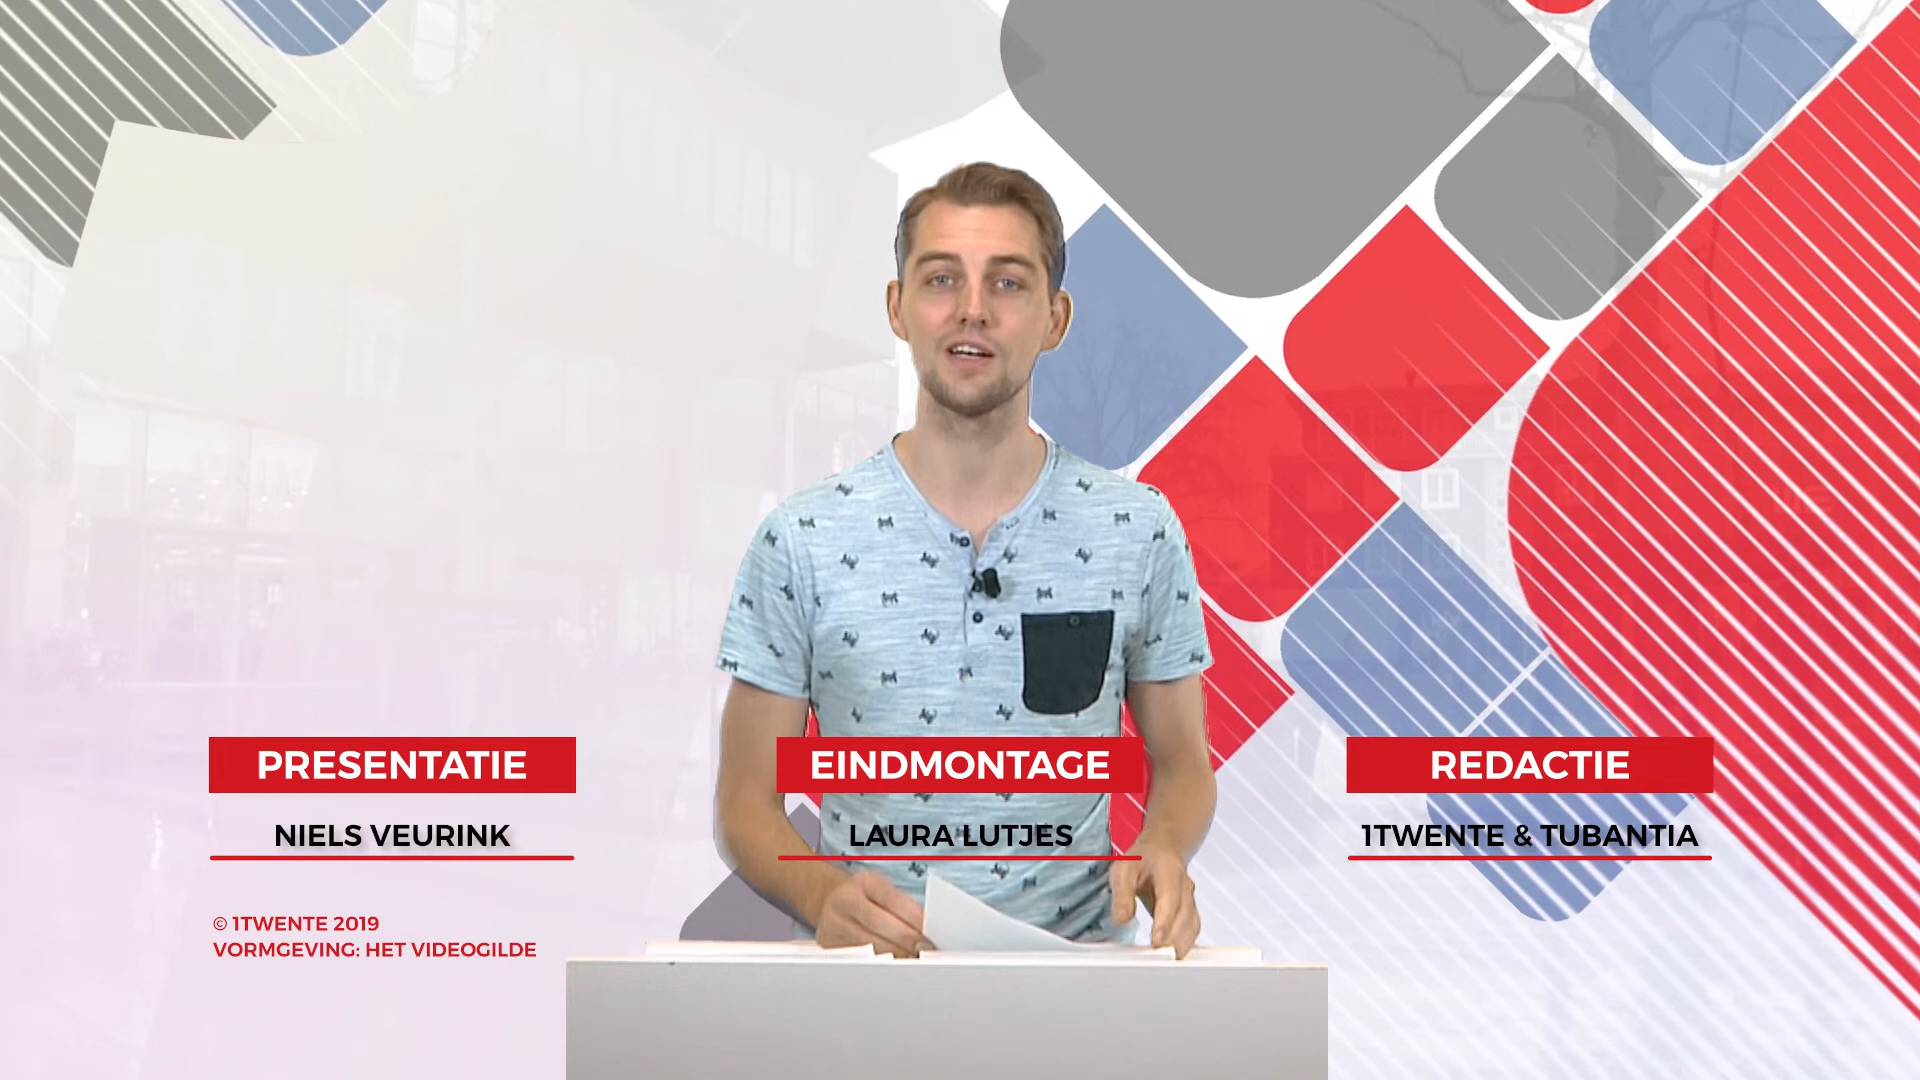 PRESENTATIE
NIELS VEURINK
EINDMONTAGE
LAURA LUTJES
REDACTIE
1TWENTE & TUBANTIA
© 1TWENTE 2019
VORMGEVING: HET VIDEOGILDE